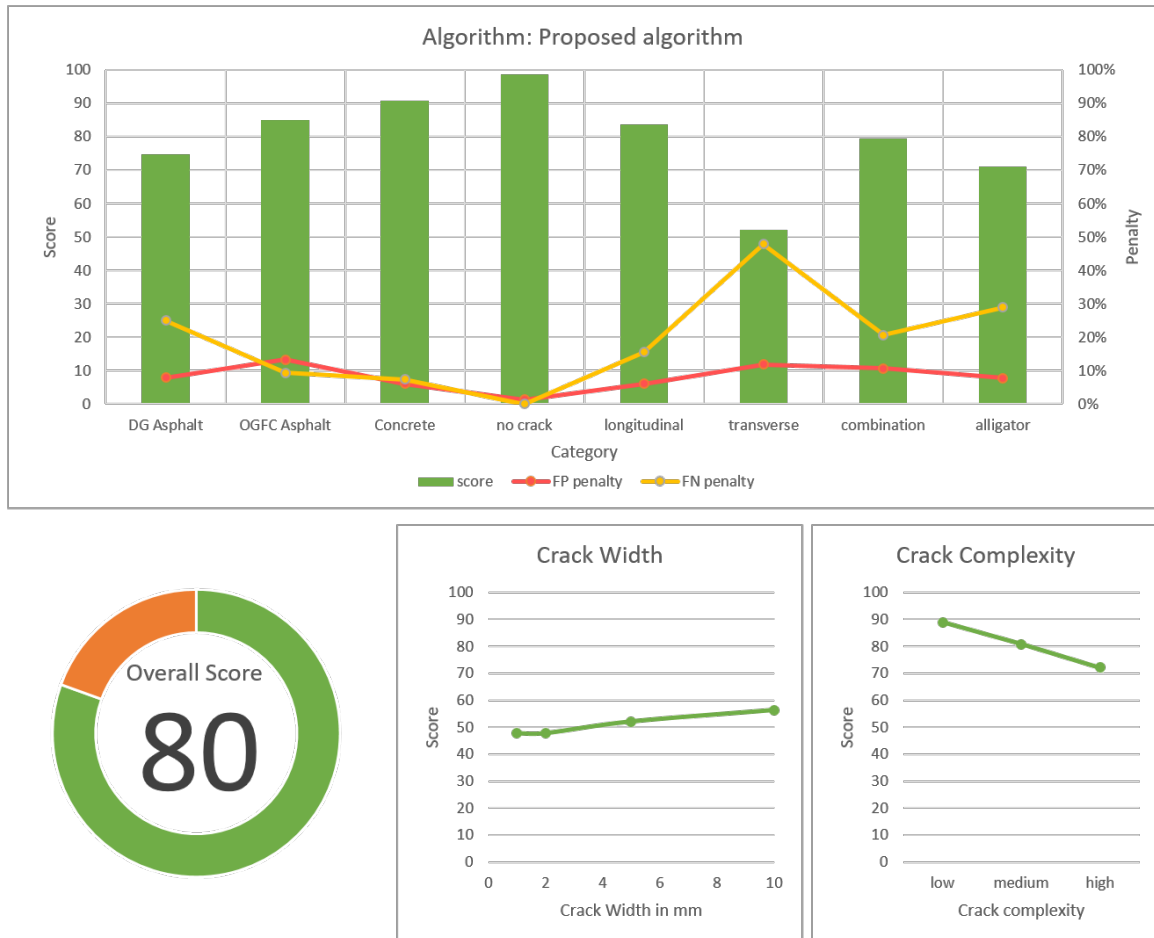 Algorithm: Proposed algorithm
100 100%
90 90%
80 80%
70 70%
60 60%
50 50%
40 40%
30 30%
20 20%
10 10%
0 0%
Score
Penalty
DG Asphalt OGFC Asphalt Concrete no crack longitudinal transverse combination alligator
Category
score FP penalty FN penalty
Overall Score
80
Crack Width
100
90
80
70
60
50
40
30
20
10
0
Score
0 2 4 6 8 10
Crack Width in mm
Crack Complexity
100
90
80
70
60
50
40
30
20
10
0
Score
low medium high
Crack complexity